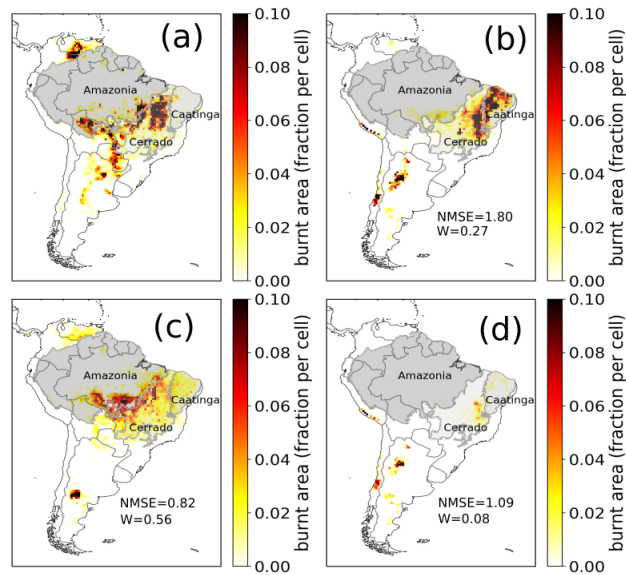 (a)
Amazonia
Caatinga
Cerrado
0.10
0.08
0.06
0.04
0.02
0.00
burnt area (fraction per cell)
(b)
Amazonia
Caatinga
Cerrado
NMSE=1.80
W=0.27
0.10
0.08
0.06
0.04
0.02
0.00
burnt area (fraction per cell)
(c)
Amazonia
Caatinga
Cerrado
NMSE=0.82
W=0.56
0.10
0.08
0.06
0.04
0.02
0.00
burnt area (fraction per cell)
(d)
Amazonia
Caatinga
Cerrado
NMSE=1.09
W=0.08
0.10
0.08
0.06
0.04
0.02
0.00
burnt area (fraction per cell)